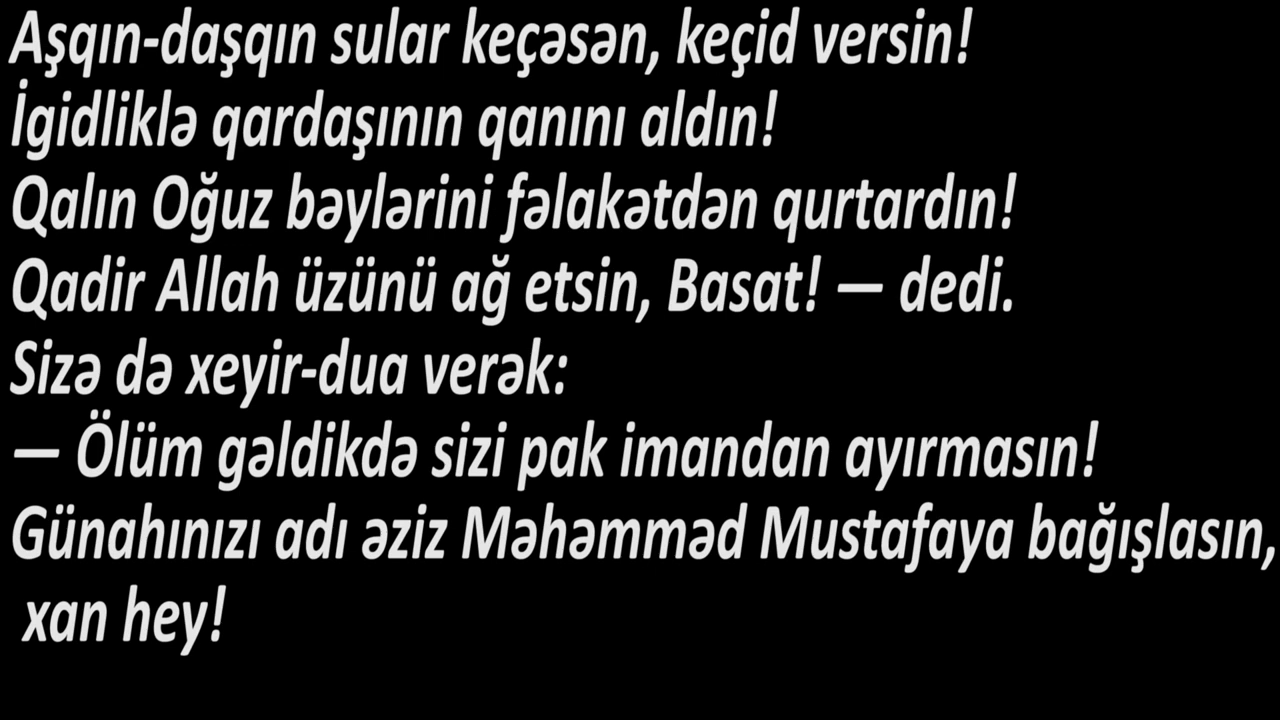 Aşqın-daşqın sular keçəsən, keçid versin!
İgidliklə qardaşının qanını aldın!
Qalın Oğuz bəylərini fəlakətdən qurtardın!
Qadir Allah üzünü ağ etsin, Basat! — dedi.
Sizə də xeyir-dua verək:
— Ölüm gəldikdə sizi pak imandan ayırmasın!
Günahınızı adı əziz Məhəmməd Mustafaya bağışlasın,
xan hey!